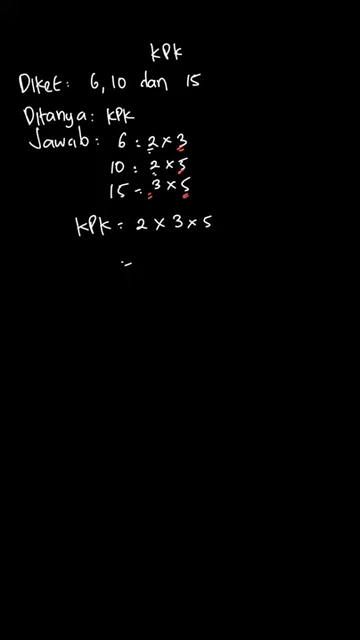 KPK
Diket: 6, 10 dan 15
Ditanya: KPK
Jawab: 6 = 2 × 3
10 = 2 × 5
15 = 3 × 5
KPK = 2 × 3 × 5
=